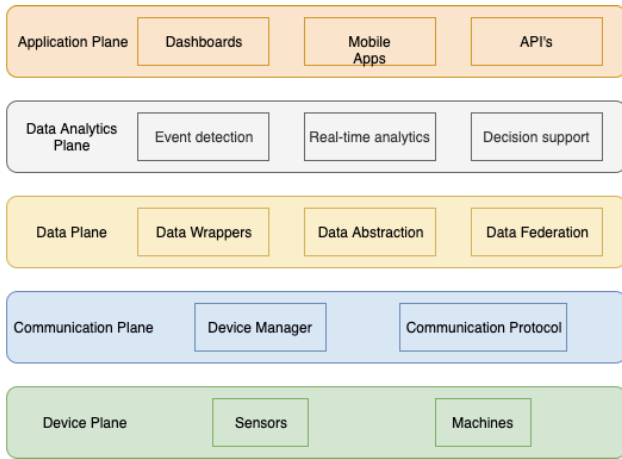 Application Plane
Dashboards
Mobile
Apps
API's
Data Analytics
Plane
Event detection
Real-time analytics
Decision support
Data Plane
Data Wrappers
Data Abstraction
Data Federation
Communication Plane
Device Manager
Communication Protocol
Device Plane
Sensors
Machines